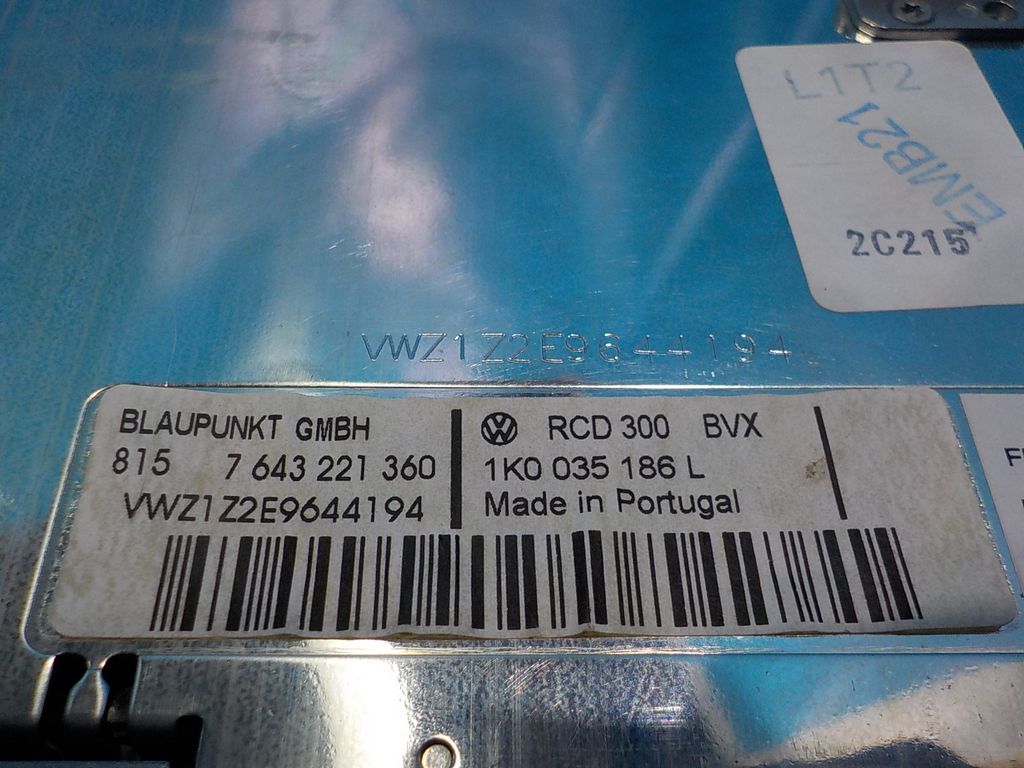 L1T2
EMB21
2C215
VWZ1Z2E9644194
BLAUPUNKT GMBH
815 7 643 221 360
VWZ1Z2E9644194
RCD 300 BVX
1K0 035 186 L
Made in Portugal